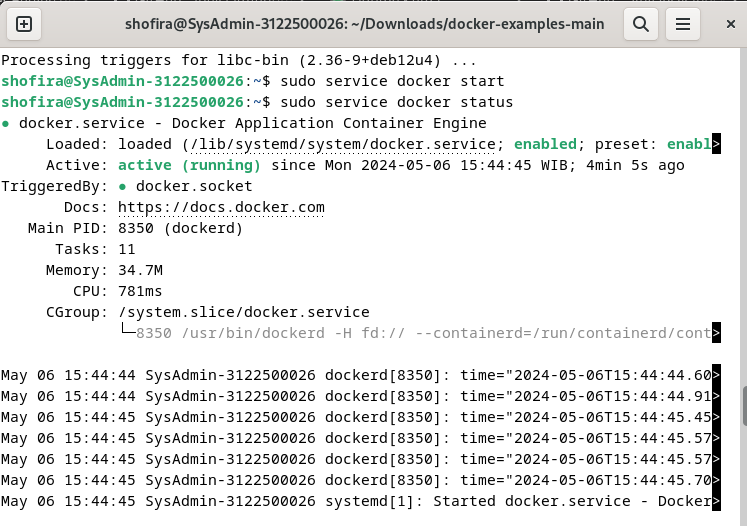 shofira@SysAdmin-3122500026: ~/Downloads/docker-examples-main
Processing triggers for libc-bin (2.36-9+deb12u4) ...
shofira@SysAdmin-3122500026:~$ sudo service docker start
shofira@SysAdmin-3122500026:~$ sudo service docker status
● docker.service - Docker Application Container Engine
     Loaded: loaded (/lib/systemd/system/docker.service; enabled; preset: enabl>
     Active: active (running) since Mon 2024-05-06 15:44:45 WIB; 4min 5s ago
TriggeredBy: ● docker.socket
       Docs: https://docs.docker.com
   Main PID: 8350 (dockerd)
      Tasks: 11
     Memory: 34.7M
        CPU: 781ms
     CGroup: /system.slice/docker.service
             └─8350 /usr/bin/dockerd -H fd:// --containerd=/run/containerd/cont>
May 06 15:44:44 SysAdmin-3122500026 dockerd[8350]: time="2024-05-06T15:44:44.60>
May 06 15:44:44 SysAdmin-3122500026 dockerd[8350]: time="2024-05-06T15:44:44.91>
May 06 15:44:45 SysAdmin-3122500026 dockerd[8350]: time="2024-05-06T15:44:45.45>
May 06 15:44:45 SysAdmin-3122500026 dockerd[8350]: time="2024-05-06T15:44:45.57>
May 06 15:44:45 SysAdmin-3122500026 dockerd[8350]: time="2024-05-06T15:44:45.57>
May 06 15:44:45 SysAdmin-3122500026 dockerd[8350]: time="2024-05-06T15:44:45.70>
May 06 15:44:45 SysAdmin-3122500026 systemd[1]: Started docker.service - Docker>